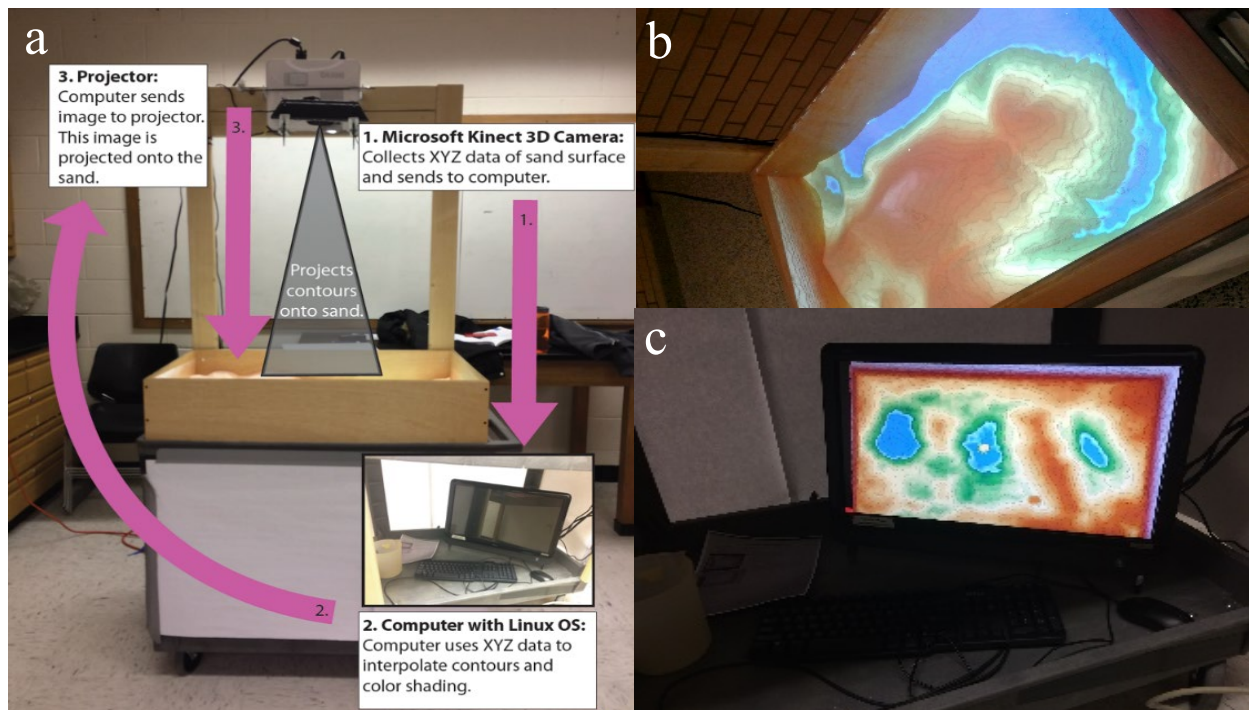 a
3. Projector:
Computer sends
image to projector.
This image is
projected onto the
sand.
3.
1. Microsoft Kinect 3D Camera:
Collects XYZ data of sand surface
and sends to computer.
1.
Projects
contours
onto sand.
2.
2. Computer with Linux OS:
Computer uses XYZ data to
interpolate contours and
color shading.
b
c